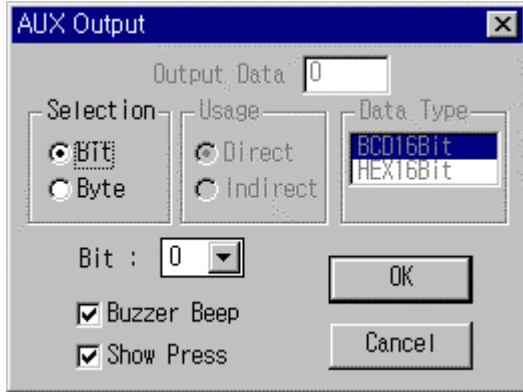 AUX Output
Output Data 0
Selection
Bit
Byte
Usage
Direct
Indirect
Data Type
BCD16Bit
HEX16Bit
Bit : 0
Buzzer Beep
Show Press
OK
Cancel